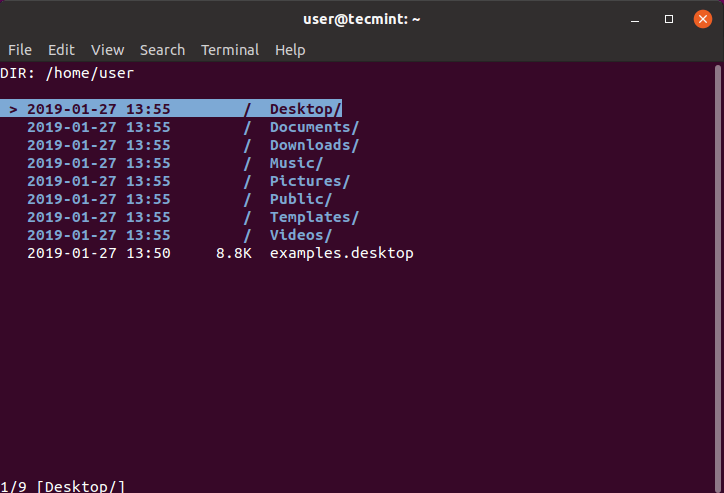 user@tecmint: ~
File Edit View Search Terminal Help
DIR: /home/user
> 2019-01-27 13:55 / Desktop/
2019-01-27 13:55 / Documents/
2019-01-27 13:55 / Downloads/
2019-01-27 13:55 / Music/
2019-01-27 13:55 / Pictures/
2019-01-27 13:55 / Public/
2019-01-27 13:55 / Templates/
2019-01-27 13:55 / Videos/
2019-01-27 13:50 8.8K examples.desktop
1/9 [Desktop/]